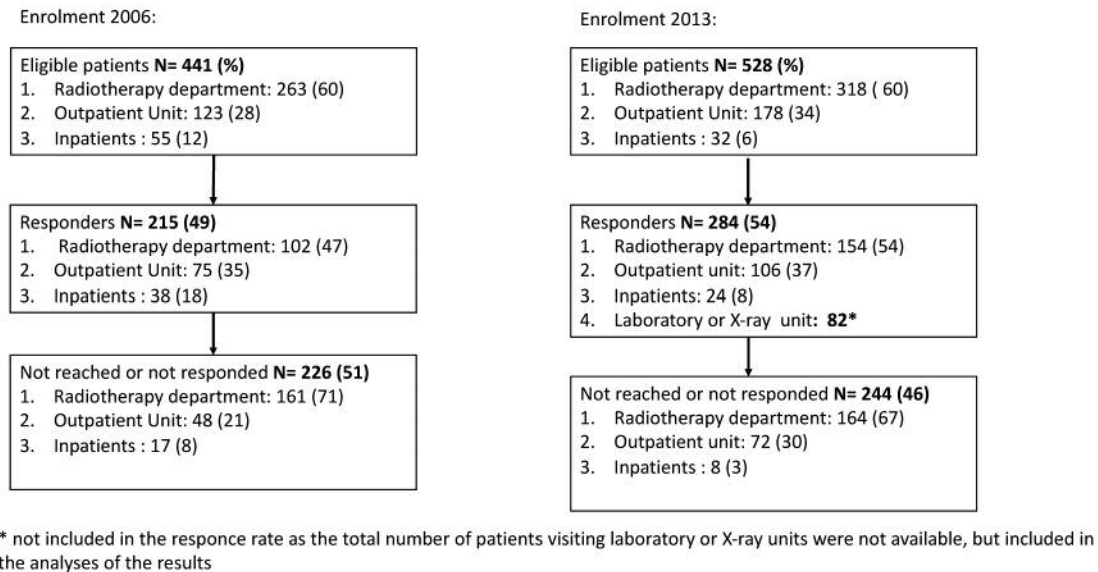 Enrolment 2006:
Eligible patients N= 441 (%)
1. Radiotherapy department: 263 (60)
2. Outpatient Unit: 123 (28)
3. Inpatients : 55 (12)
Responders N= 215 (49)
1. Radiotherapy department: 102 (47)
2. Outpatient Unit: 75 (35)
3. Inpatients : 38 (18)
Not reached or not responded N= 226 (51)
1. Radiotherapy department: 161 (71)
2. Outpatient Unit: 48 (21)
3. Inpatients : 17 (8)
Enrolment 2013:
Eligible patients N= 528 (%)
1. Radiotherapy department: 318 ( 60)
2. Outpatient Unit: 178 (34)
3. Inpatients : 32 (6)
Responders N= 284 (54)
1. Radiotherapy department: 154 (54)
2. Outpatient unit: 106 (37)
3. Inpatients: 24 (8)
4. Laboratory or X-ray unit: 82*
Not reached or not responded N= 244 (46)
1. Radiotherapy department: 164 (67)
2. Outpatient unit: 72 (30)
3. Inpatients : 8 (3)
* not included in the responce rate as the total number of patients visiting laboratory or X-ray units were not available, but included in
the analyses of the results